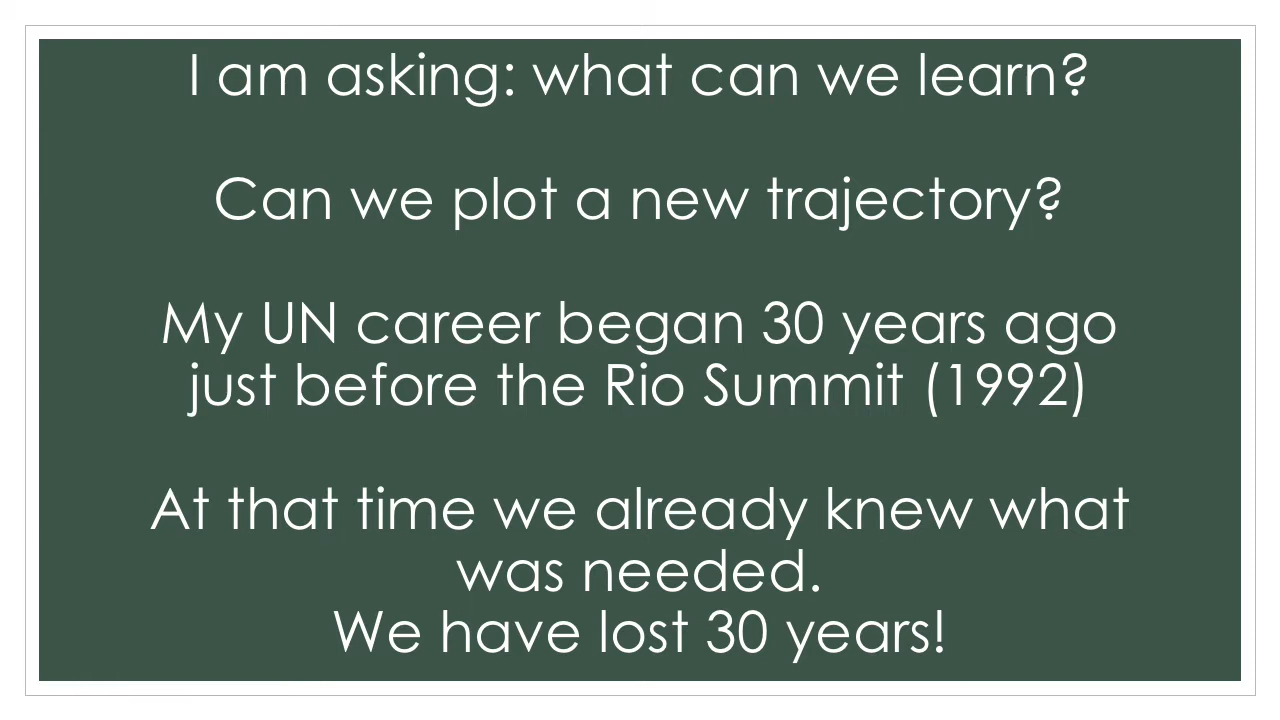 I am asking: what can we learn?
Can we plot a new trajectory?
My UN career began 30 years ago
just before the Rio Summit (1992)
At that time we already knew what
was needed.
We have lost 30 years!